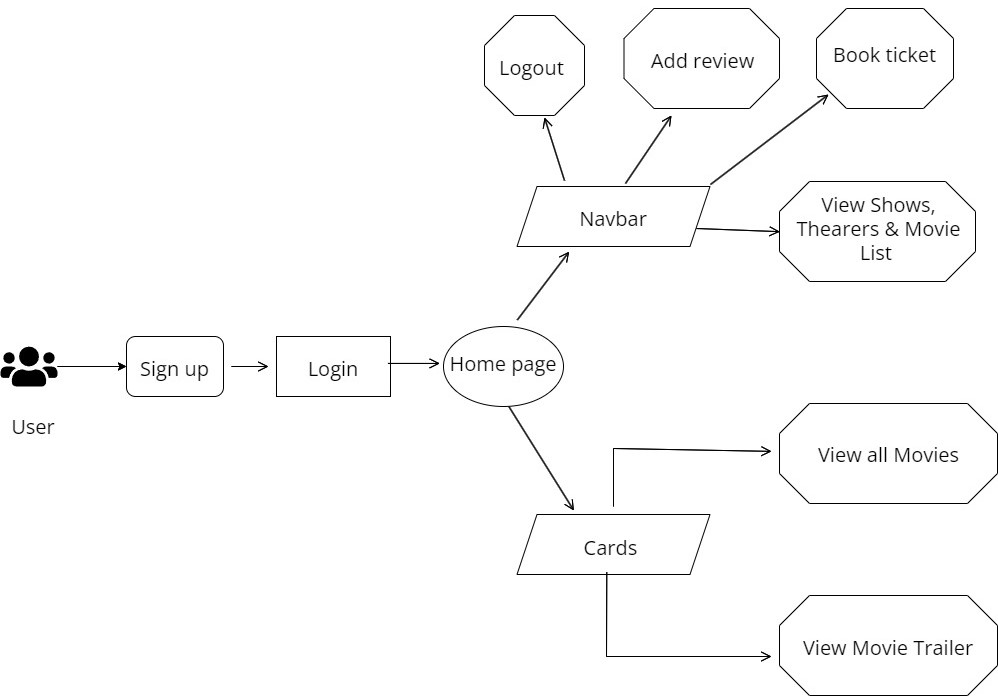 Logout
Add review
Book ticket
Navbar
View Shows,
Thearers & Movie
List
Sign up
Login
Home page
User
View all Movies
Cards
View Movie Trailer